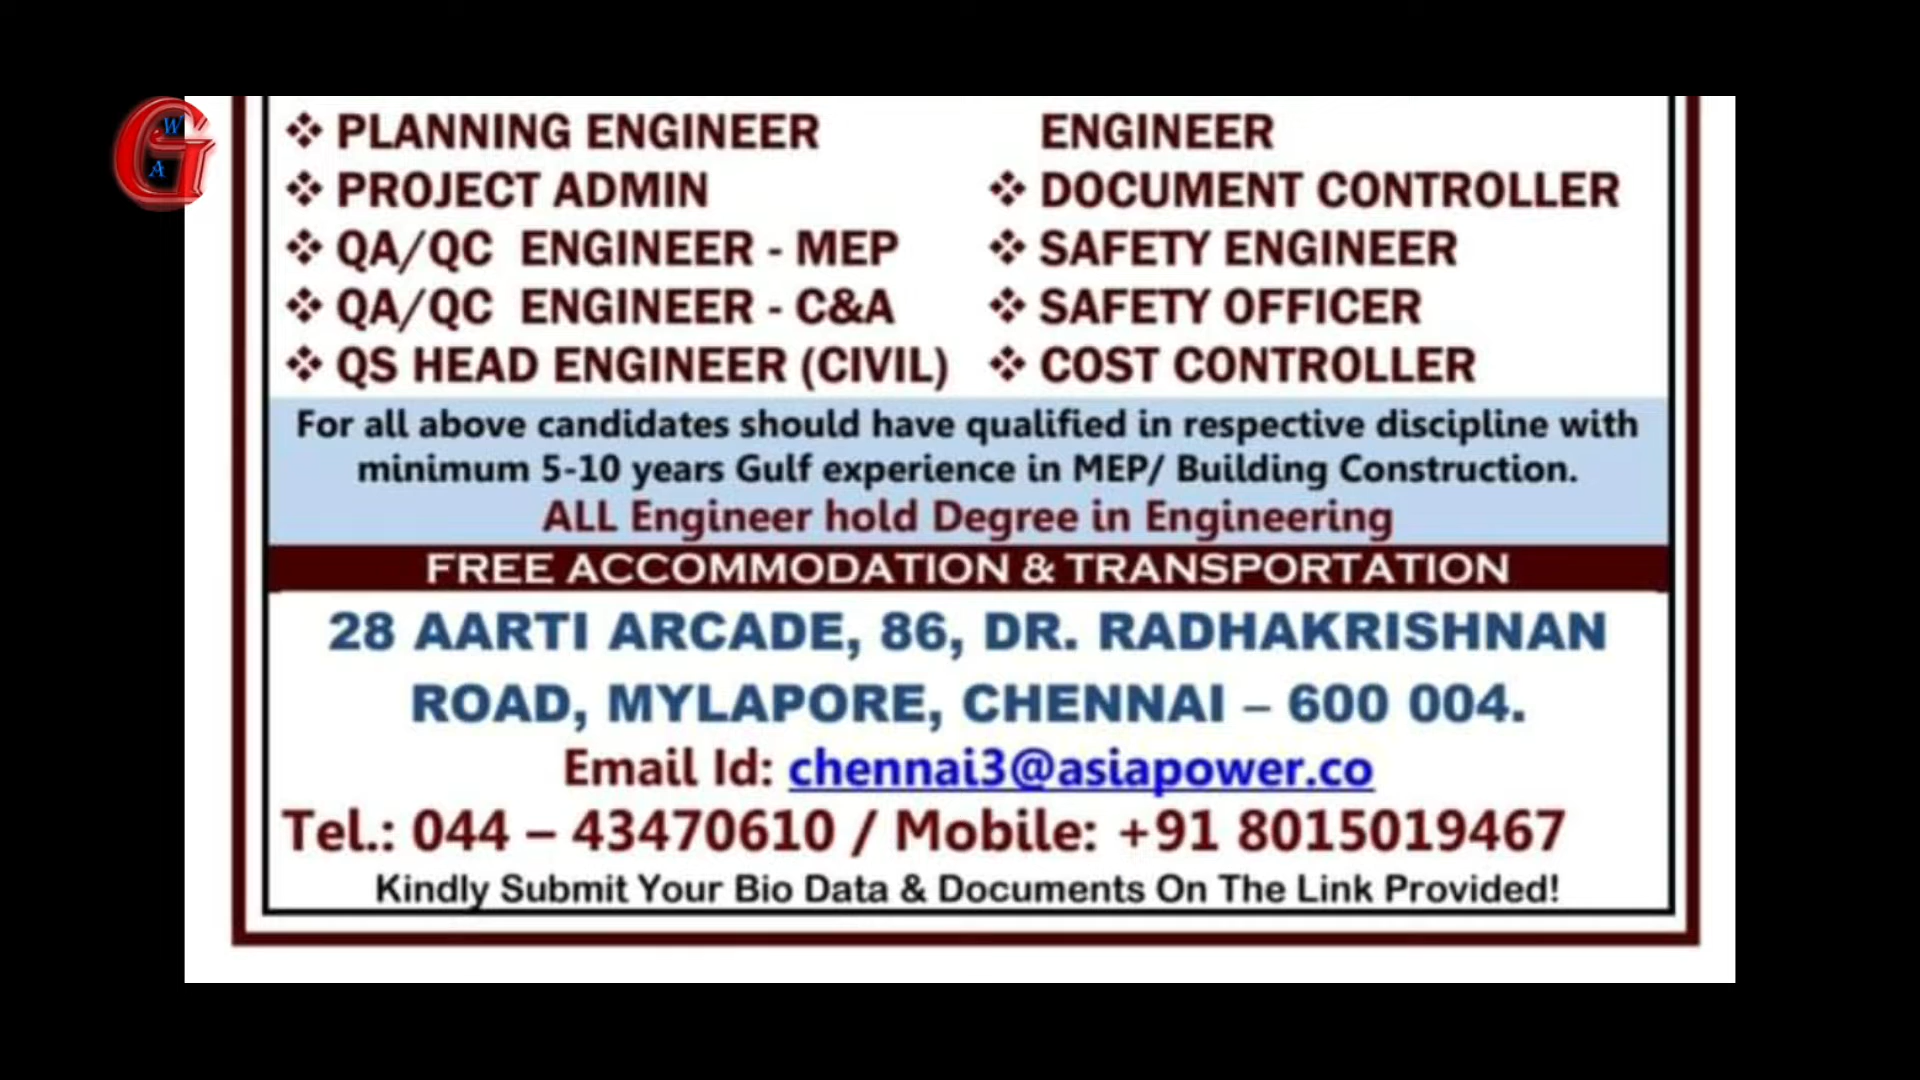 G
W
A
❖ PLANNING ENGINEER
❖ PROJECT ADMIN
❖ QA/QC ENGINEER - MEP
❖ QA/QC ENGINEER - C&A
❖ QS HEAD ENGINEER (CIVIL)
ENGINEER
❖ DOCUMENT CONTROLLER
❖ SAFETY ENGINEER
❖ SAFETY OFFICER
❖ COST CONTROLLER
For all above candidates should have qualified in respective discipline with
minimum 5-10 years Gulf experience in MEP/ Building Construction.
ALL Engineer hold Degree in Engineering
FREE ACCOMMODATION & TRANSPORTATION
28 AARTI ARCADE, 86, DR. RADHAKRISHNAN
ROAD, MYLAPORE, CHENNAI – 600 004.
Email Id: chennai3@asiapower.co
Tel.: 044 – 43470610 / Mobile: +91 8015019467
Kindly Submit Your Bio Data & Documents On The Link Provided!